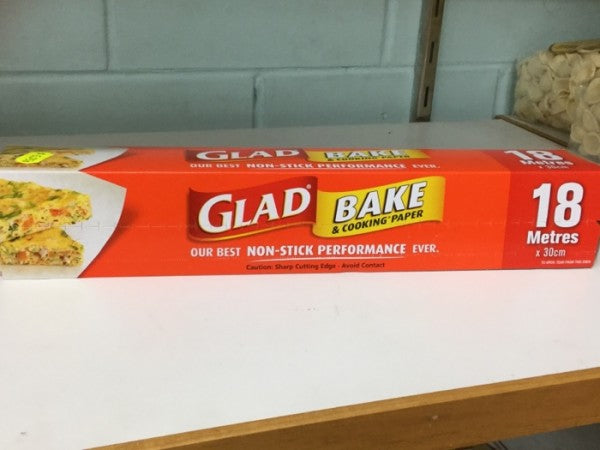 GLAD BAKE
& COOKING PAPER
OUR BEST NON-STICK PERFORMANCE EVER.
18
Metres
x 30cm
GLAD®
BAKE
& COOKING PAPER
OUR BEST NON-STICK PERFORMANCE EVER.
Caution: Sharp Cutting Edge - Avoid Contact
18
Metres
x 30cm